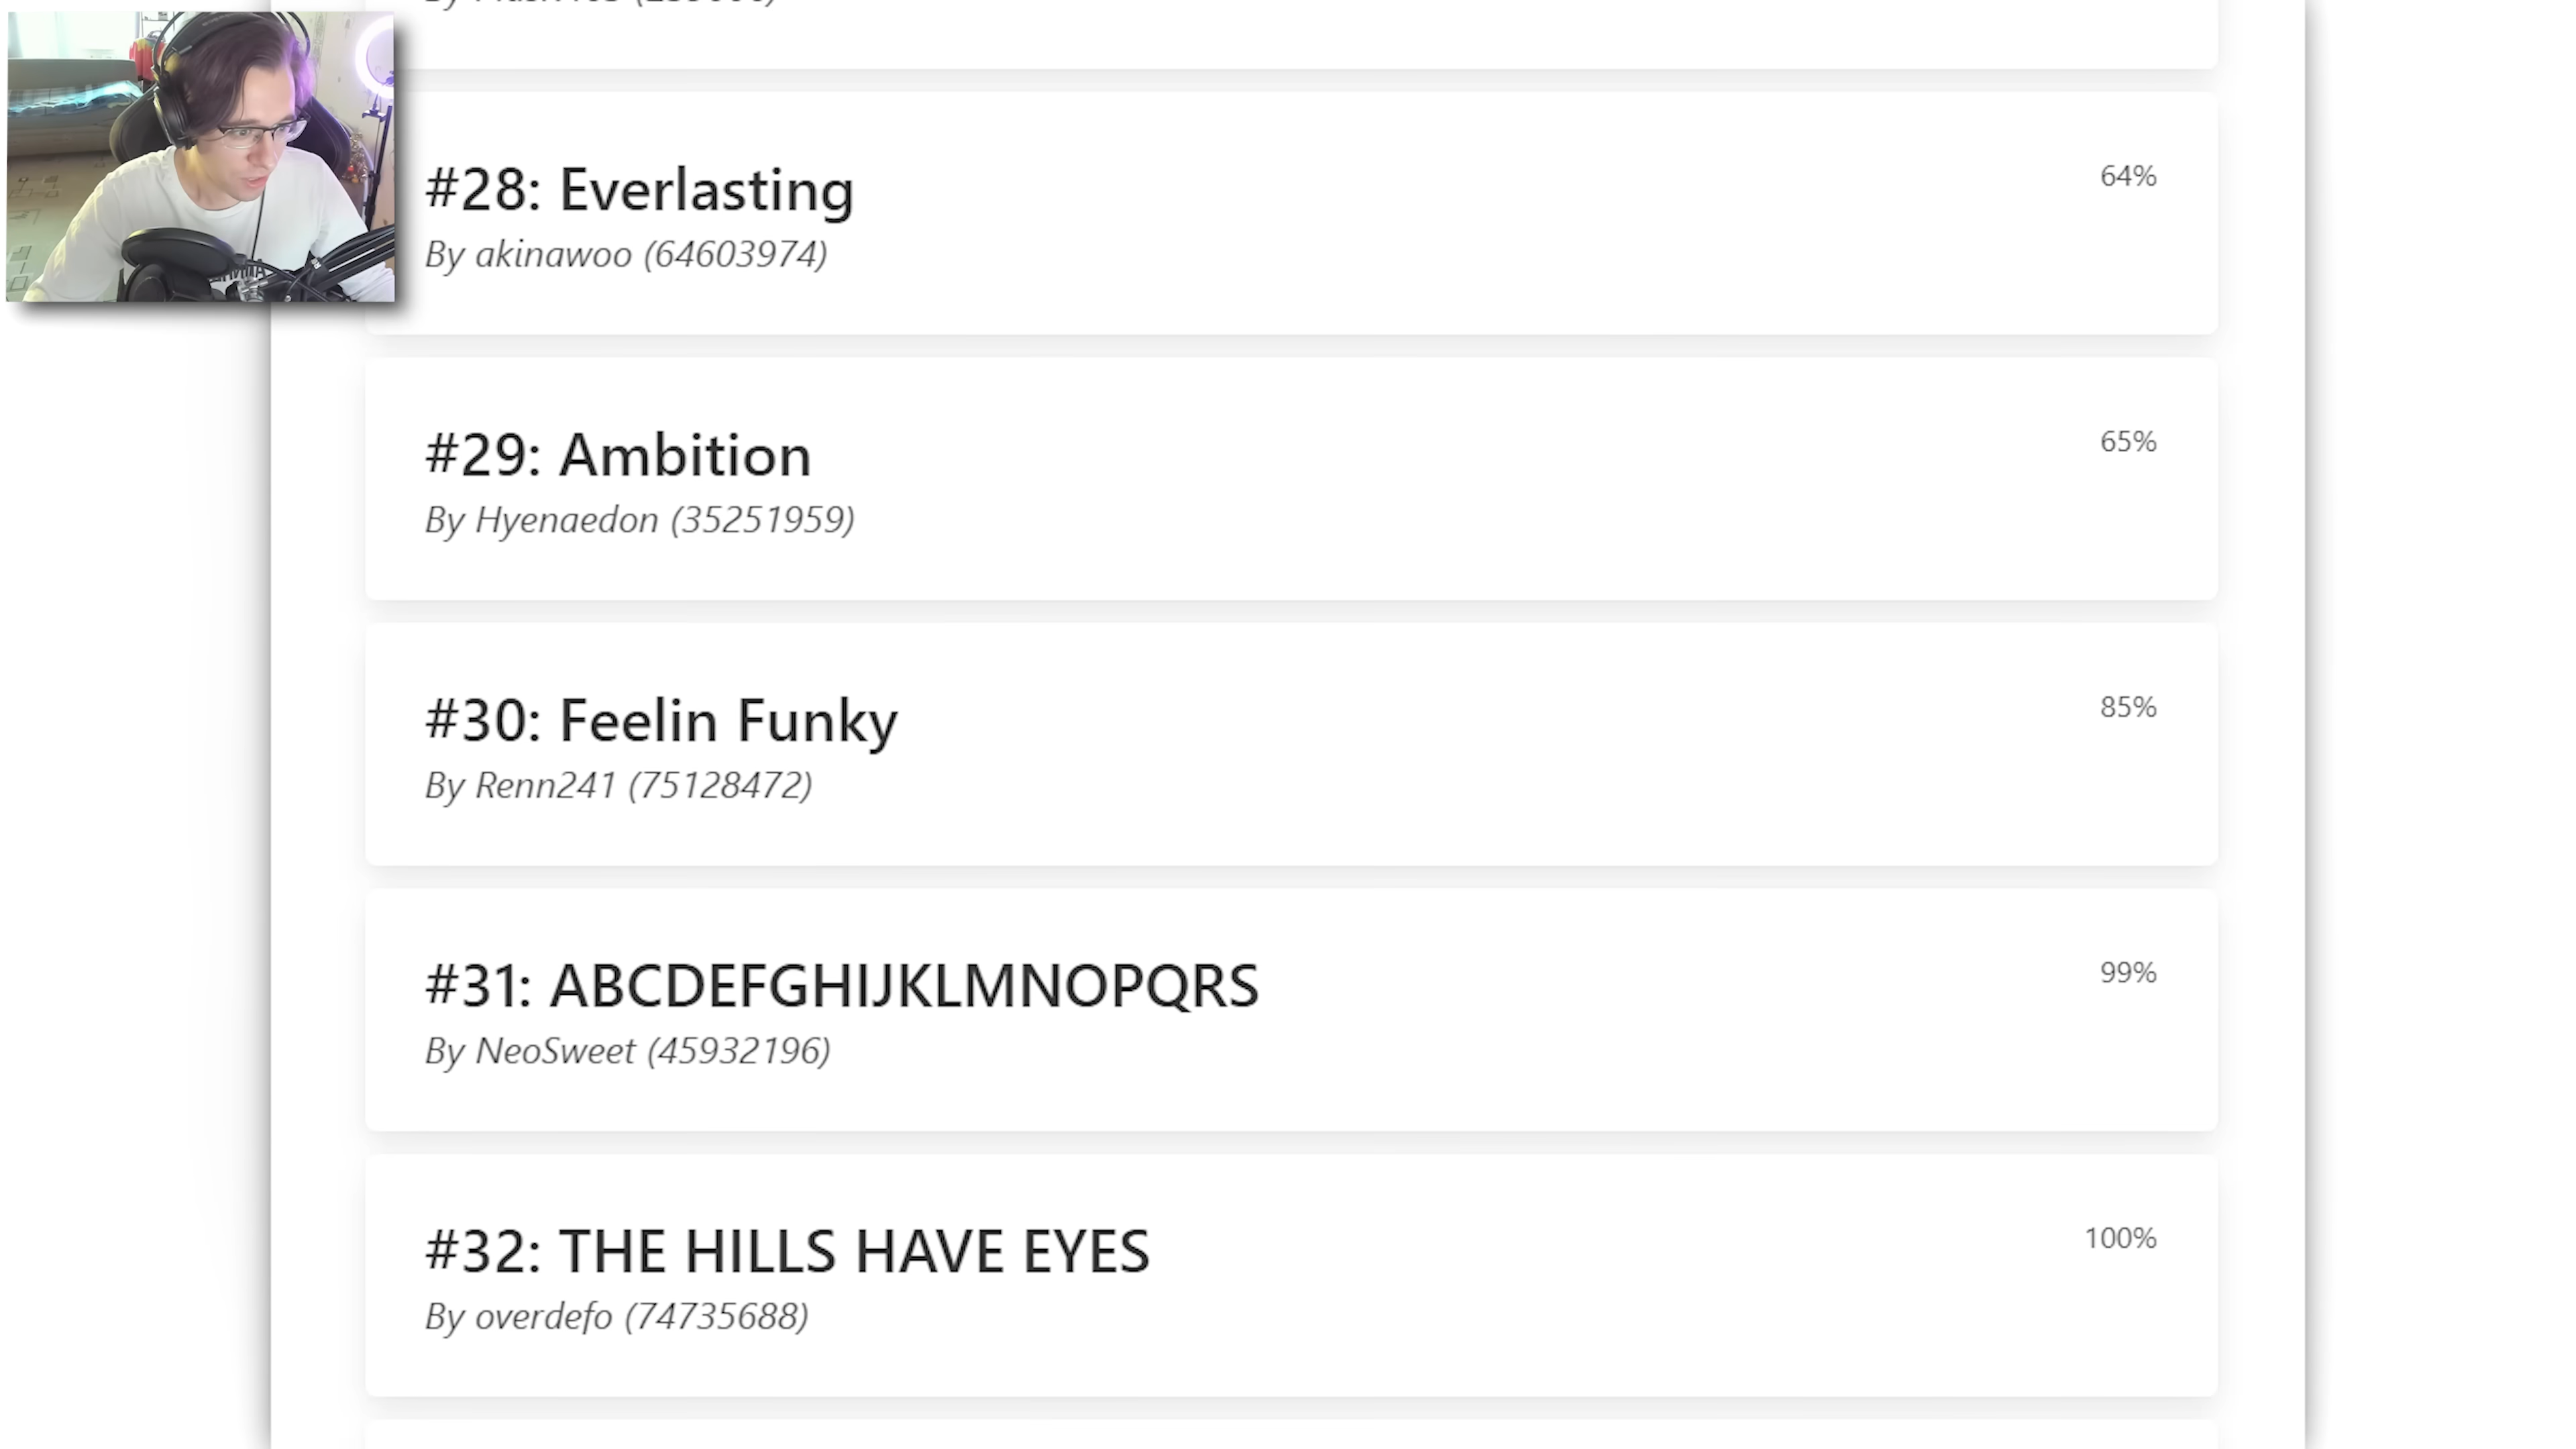 #28: Everlasting
64%
By akinawoo (64603974)
#29: Ambition
65%
By Hyenaedon (35251959)
#30: Feelin Funky
85%
By Renn241 (75128472)
#31: ABCDEFGHIJKLMNOPQRS
99%
By NeoSweet (45932196)
#32: THE HILLS HAVE EYES
100%
By overdefo (74735688)